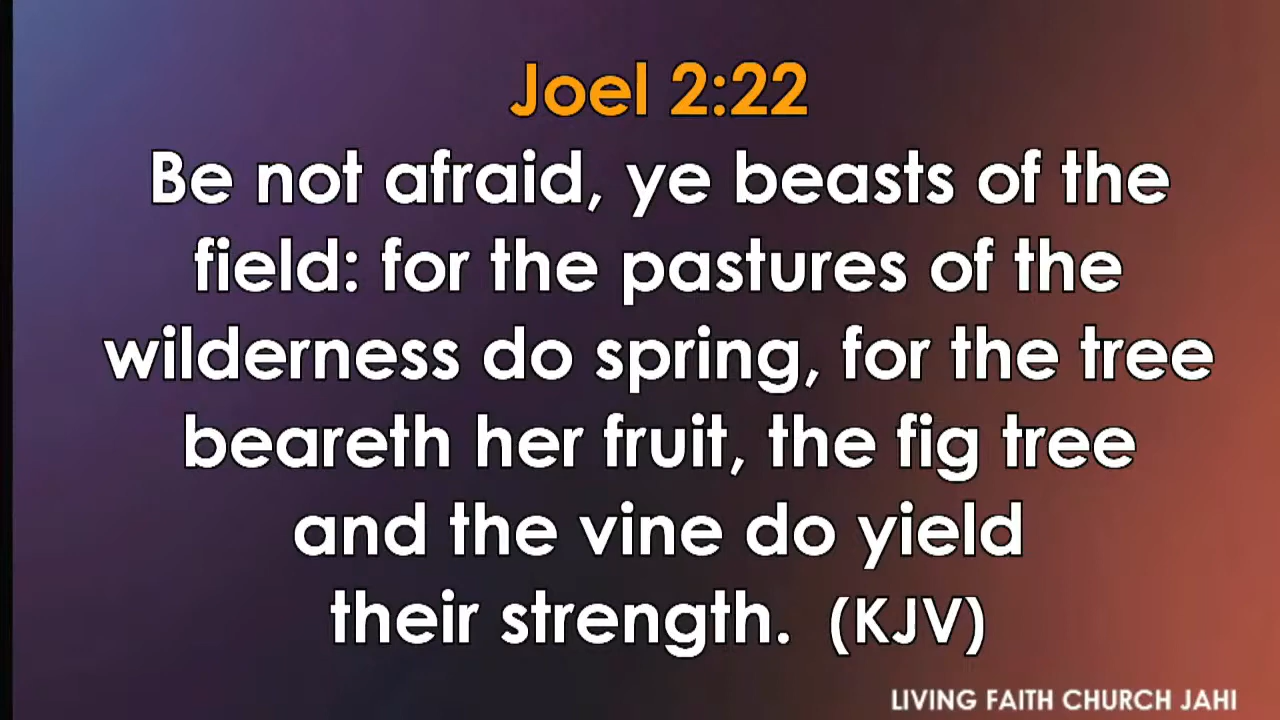 Joel 2:22
Be not afraid, ye beasts of the
field: for the pastures of the
wilderness do spring, for the tree
beareth her fruit, the fig tree
and the vine do yield
their strength. (KJV)
LIVING FAITH CHURCH JAHI